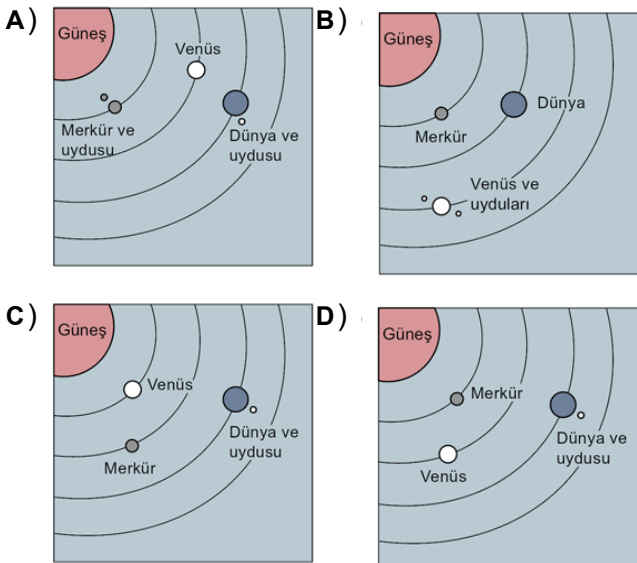 A)
Güneş
Venüs
Merkür ve
uydusu
Dünya ve
uydusu
B)
Güneş
Dünya
Merkür
Venüs ve
uyduları
C)
Güneş
Venüs
Dünya ve
uydusu
Merkür
D)
Güneş
Merkür
Dünya ve
uydusu
Venüs